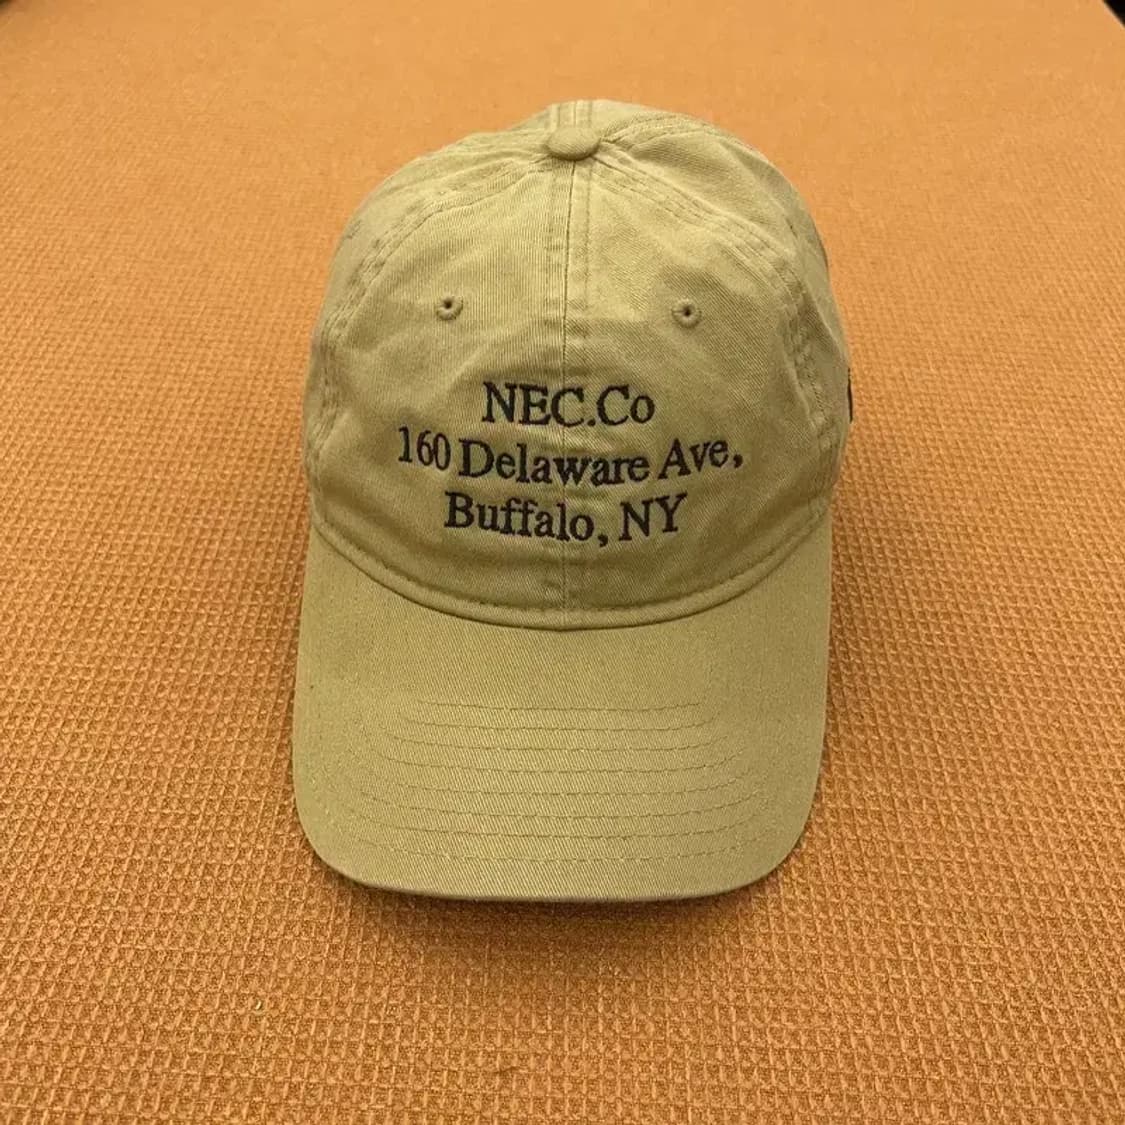 NEC.Co
160 Delaware Ave,
Buffalo, NY